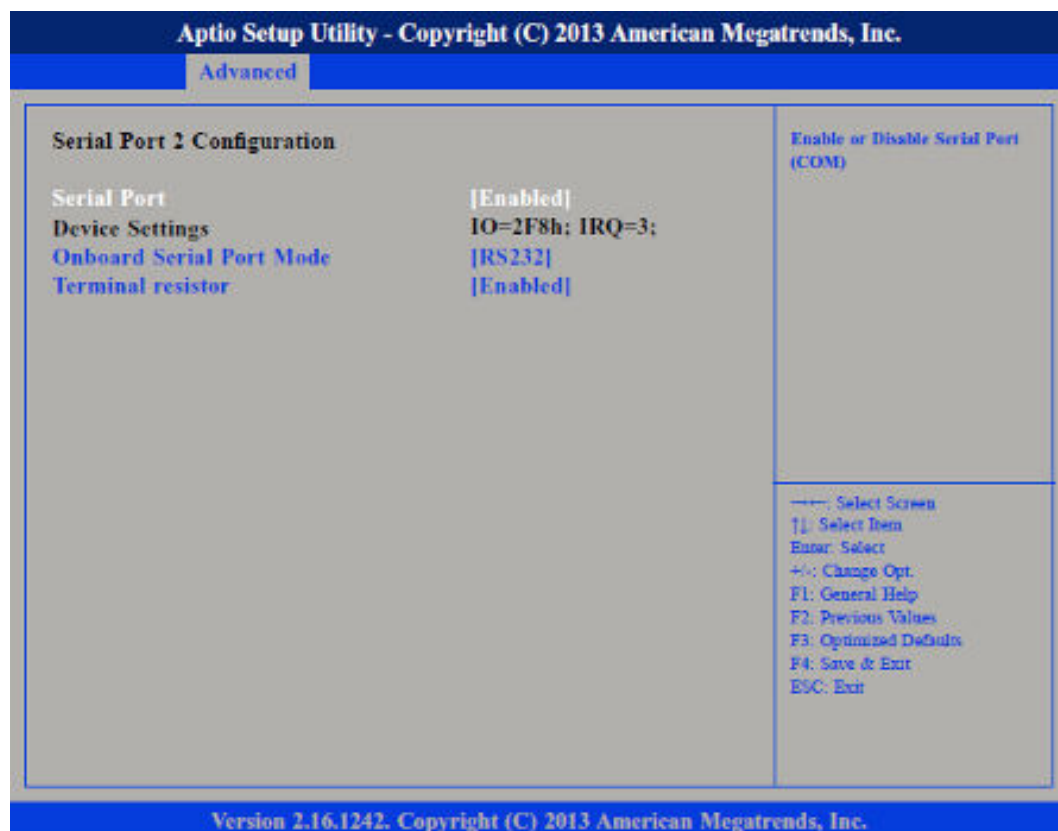 Aptio Setup Utility - Copyright (C) 2013 American Megatrends, Inc.
Advanced
Serial Port 2 Configuration
Serial Port [Enabled]
Device Settings IO=2F8h; IRQ=3;
Onboard Serial Port Mode [RS232]
Terminal resistor [Enabled]
Enable or Disable Serial Port
(COM)
→←: Select Screen
↑↓: Select Item
Enter: Select
+/-: Change Opt.
F1: General Help
F2: Previous Values
F3: Optimized Defaults
F4: Save & Exit
ESC: Exit
Version 2.16.1242. Copyright (C) 2013 American Megatrends, Inc.